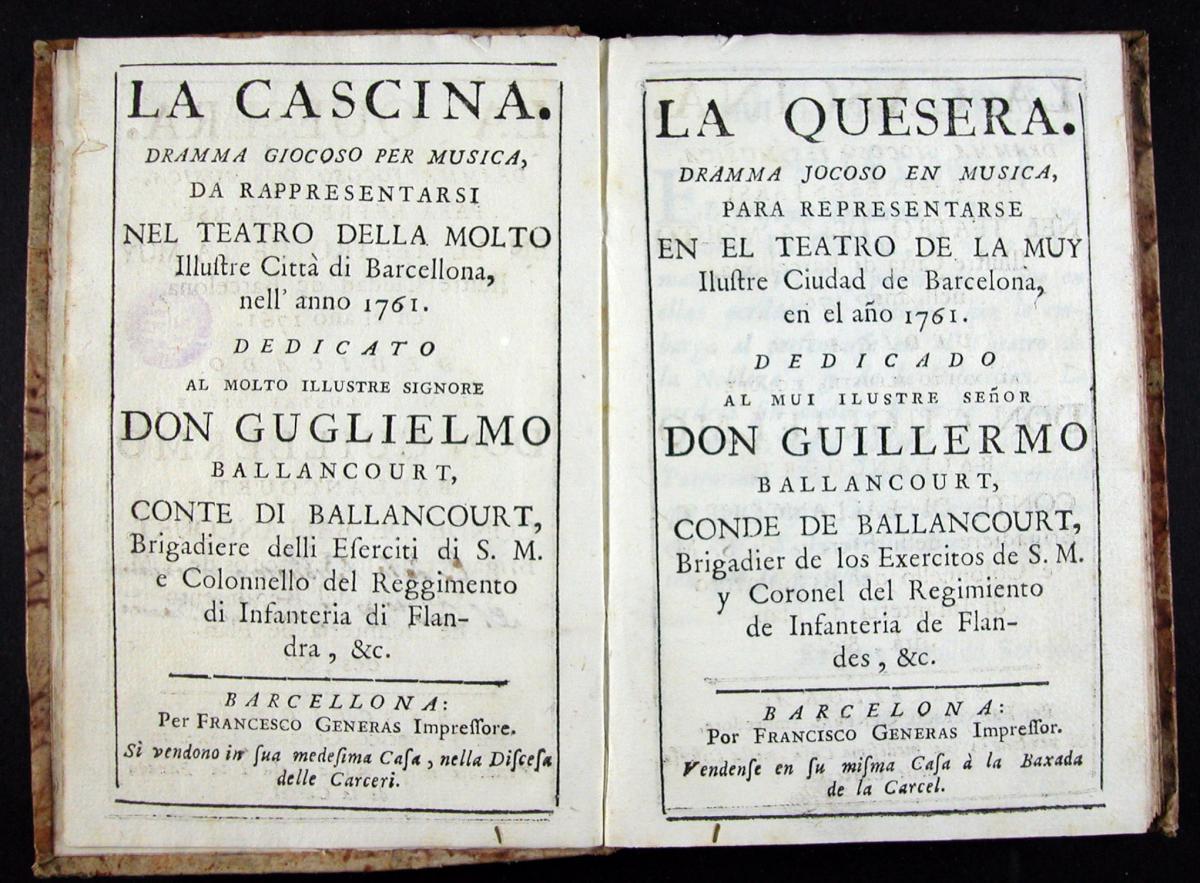 LA CASCINA.
DRAMMA GIOCOSO PER MUSICA,
DA RAPPRESENTARSI
NEL TEATRO DELLA MOLTO
Illuſtre Città di Barcellona,
nell' anno 1761.
DEDICATO
AL MOLTO ILLUSTRE SIGNORE
DON GUGLIELMO
BALLANCOURT,
CONTE DI BALLANCOURT,
Brigadiere delli Eſerciti di S. M.
e Colonnello del Reggimento
di Infanteria di Flan-
dra, &c.
BARCELLONA:
Per FRANCESCO GENERAS Impreſſore.
Si vendono in ſua medeſima Caſa, nella Diſceſa
delle Carceri.
LA QUESERA.
DRAMMA JOCOSO EN MUSICA,
PARA REPRESENTARSE
EN EL TEATRO DE LA MUY
Iluſtre Ciudad de Barcelona,
en el año 1761.
DEDICADO
AL MUI ILUSTRE SEñOR
DON GUILLERMO
BALLANCOURT,
CONDE DE BALLANCOURT,
Brigadier de los Exercitos de S. M.
y Coronel del Regimiento
de Infanteria de Flan-
des, &c.
BARCELONA:
Por FRANCISCO GENERAS Impreſſor.
Vendenſe en ſu miſma Caſa à la Baxada
de la Carcel.